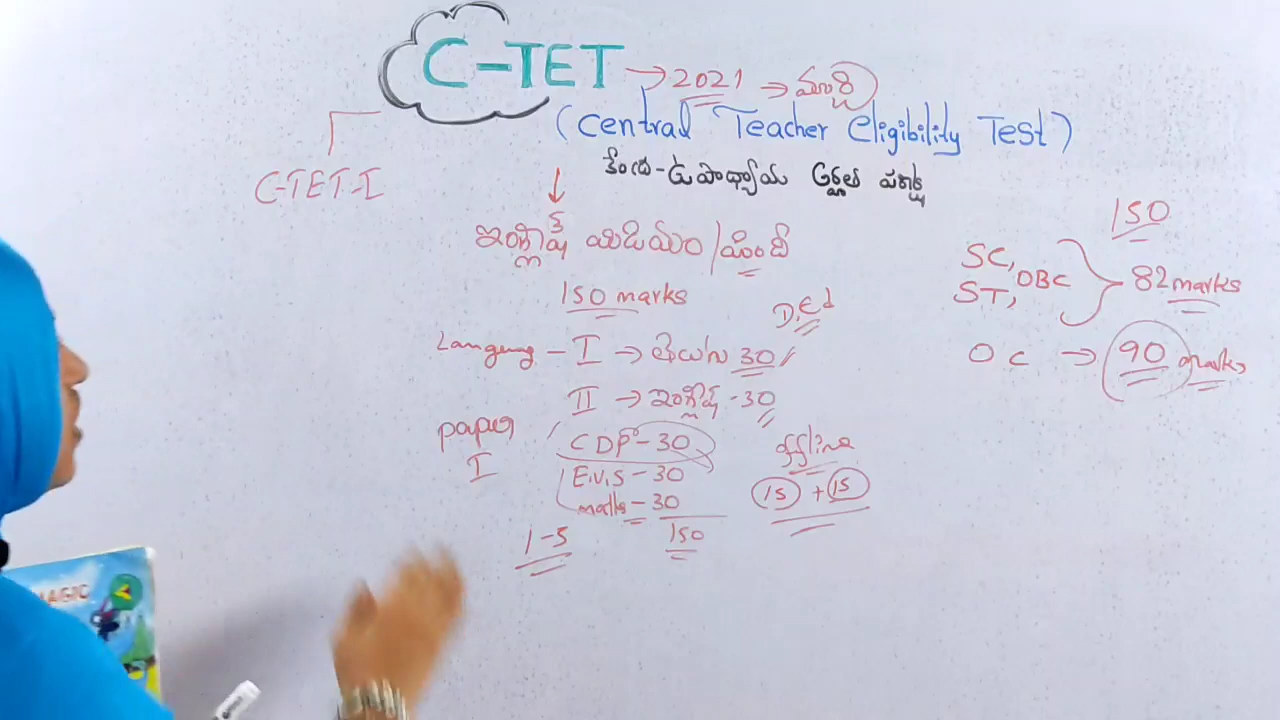 C-TET → 2021 → మార్చి
(Central Teacher Eligibility Test)
C-TET-I
కేంద్ర-ఉపాధ్యాయ అర్హత పరీక్ష
ఇంగ్లీష్ మిడియం/హిందీ
150 marks
D.Ed
I → తెలుగు 30
II → ఇంగ్లీష్ - 30
paper
I
CDP - 30
E.V.S - 30
maths - 30
150
1-5
offline
15 + 15
150
SC,
ST, OBC
82 marks
OC → 90 marks
MAGIC